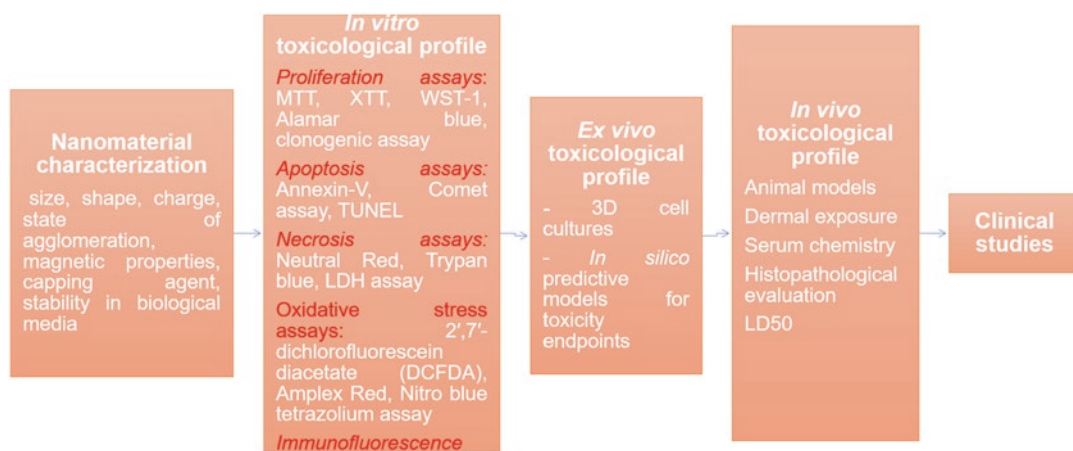 Nanomaterial
characterization
size, shape, charge,
state of
agglomeration,
magnetic properties,
capping agent,
stability in biological
media
In vitro
toxicological profile
Proliferation assays:
MTT, XTT, WST-1,
Alamar blue,
clonogenic assay
Apoptosis assays:
Annexin-V, Comet
assay, TUNEL
Necrosis assays:
Neutral Red, Trypan
blue, LDH assay
Oxidative stress
assays: 2′,7′-
dichlorofluorescein
diacetate (DCFDA),
Amplex Red, Nitro blue
tetrazolium assay
Immunofluorescence
Ex vivo
toxicological
profile
- 3D cell
cultures
- In silico
predictive
models for
toxicity
endpoints
In vivo
toxicological
profile
Animal models
Dermal exposure
Serum chemistry
Histopathological
evaluation
LD50
Clinical
studies